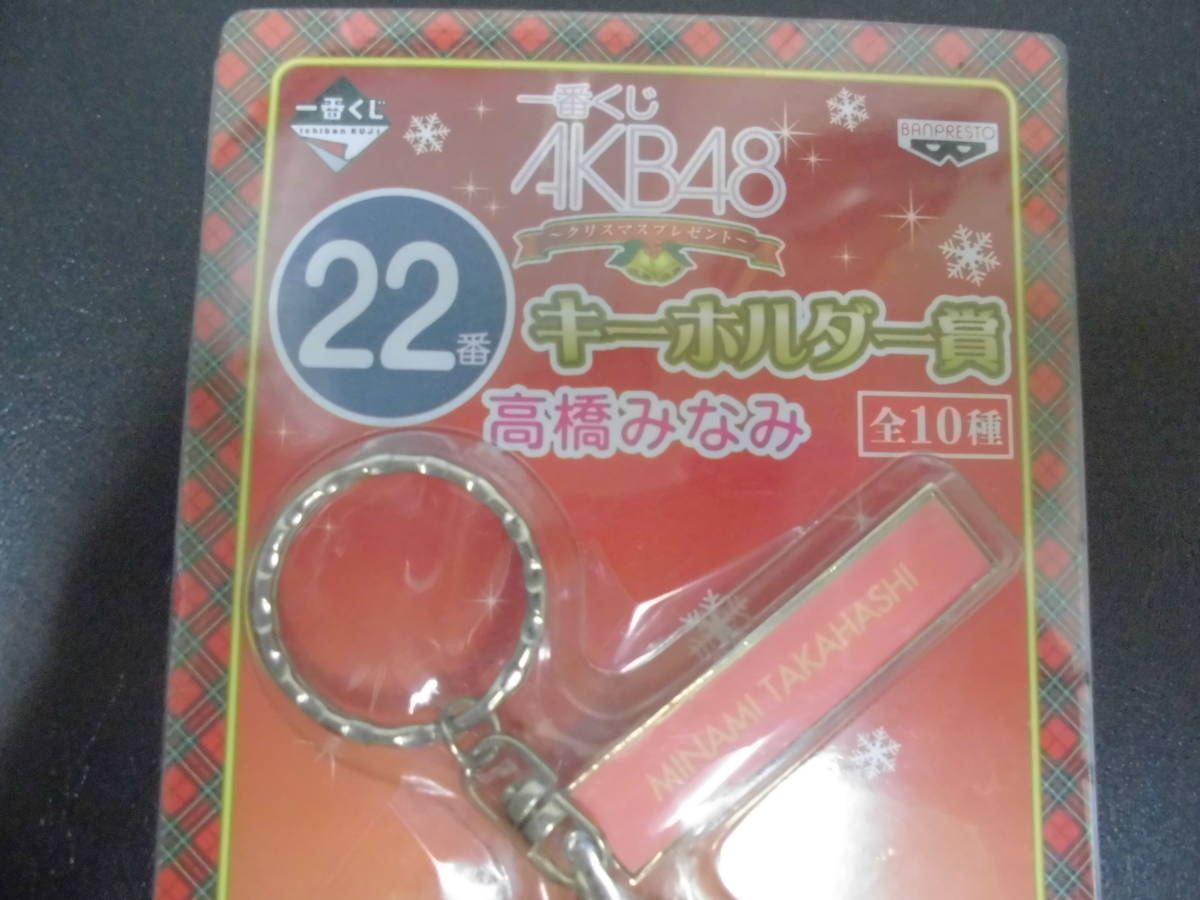 一番くじ
Ichiban KUJI
一番くじ
AKB48
~クリスマスプレゼント~
BANPRESTO
22番
キーホルダー賞
高橋みなみ
全10種
MINAMI TAKAHASHI